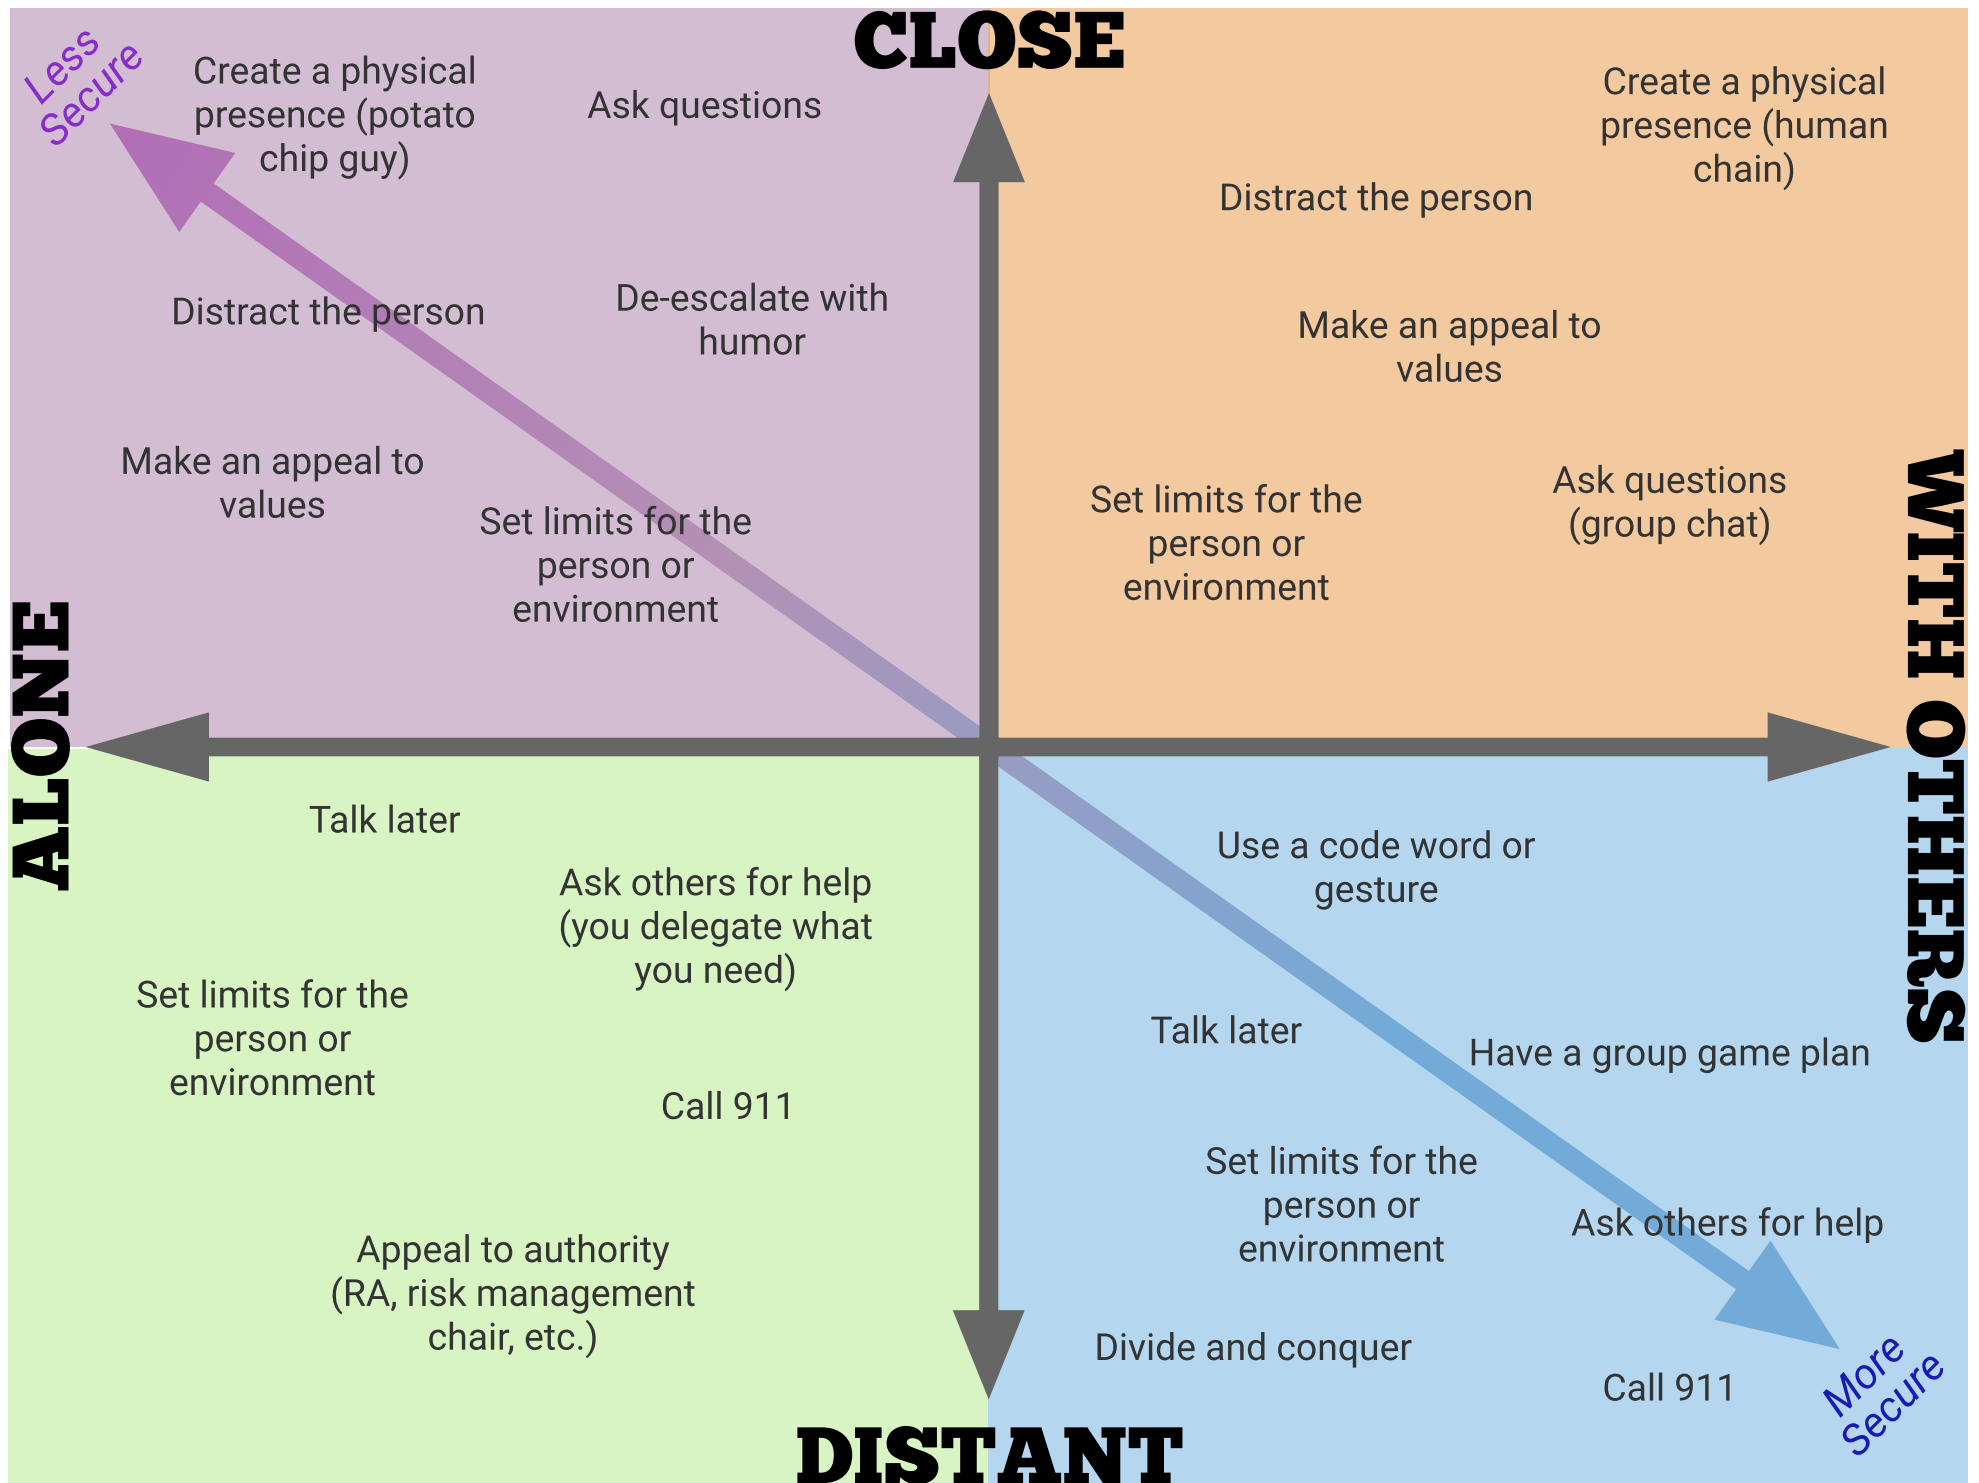 CLOSE
Less
Secure
Create a physical
presence (potato
chip guy)
Ask questions
Distract the person
De-escalate with
humor
Make an appeal to
values
Set limits for the
person or
environment
Create a physical
presence (human
chain)
Distract the person
Make an appeal to
values
Set limits for the
person or
environment
Ask questions
(group chat)
ALONE
WITH OTHERS
Talk later
Ask others for help
(you delegate what
you need)
Set limits for the
person or
environment
Call 911
Appeal to authority
(RA, risk management
chair, etc.)
Use a code word or
gesture
Talk later
Have a group game plan
Set limits for the
person or
environment
Ask others for help
Divide and conquer
Call 911
More
Secure
DISTANT